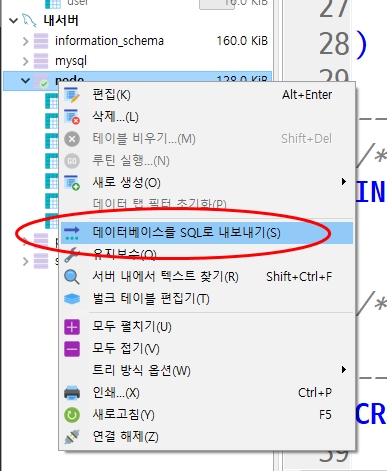 user
내서버
information_schema 160.0 KiB
mysql
node 128.0 KiB
편집(K) Alt+Enter
삭제...(L)
테이블 비우기...(M) Shift+Del
루틴 실행...(N)
새로 생성(O)
데이터 탭 필터 초기화(P)
데이터베이스를 SQL로 내보내기(S)
유지보수(Q)
서버 내에서 텍스트 찾기(R) Shift+Ctrl+F
벌크 테이블 편집기(T)
모두 펼치기(U)
모두 접기(V)
트리 방식 옵션(W)
인쇄...(X) Ctrl+P
새로고침(Y) F5
연결 해제(Z)
27
28 )
29
--
/*
IN
/*
--
CR
39